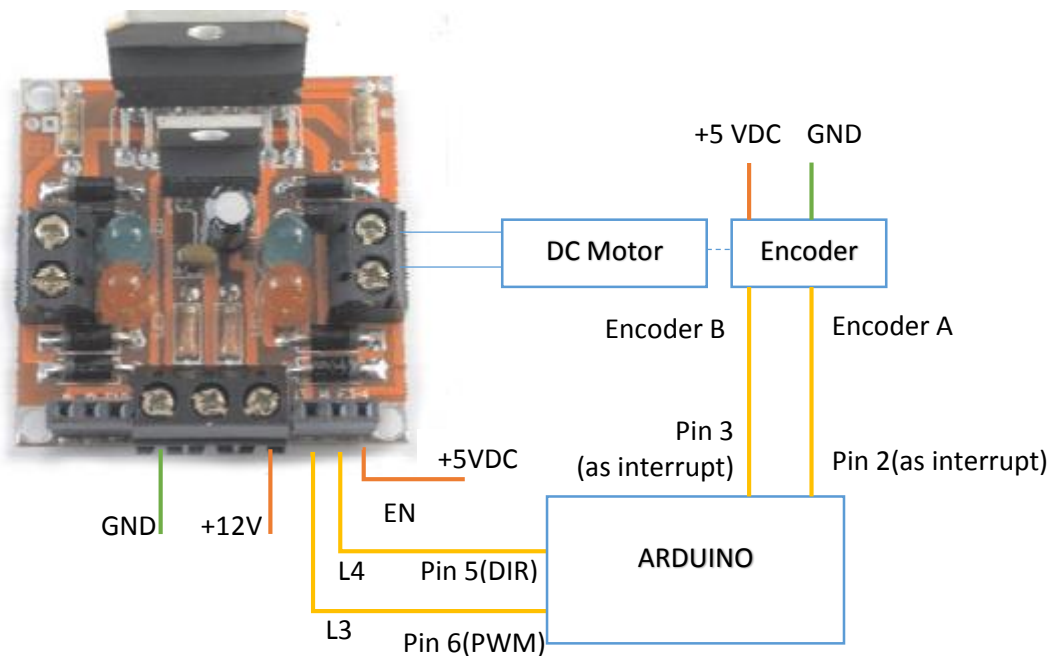 +5 VDC GND
DC Motor
Encoder
Encoder B
Encoder A
Pin 3
(as interrupt)
Pin 2(as interrupt)
+5VDC
GND
+12V
EN
ARDUINO
L4
Pin 5(DIR)
L3
Pin 6(PWM)